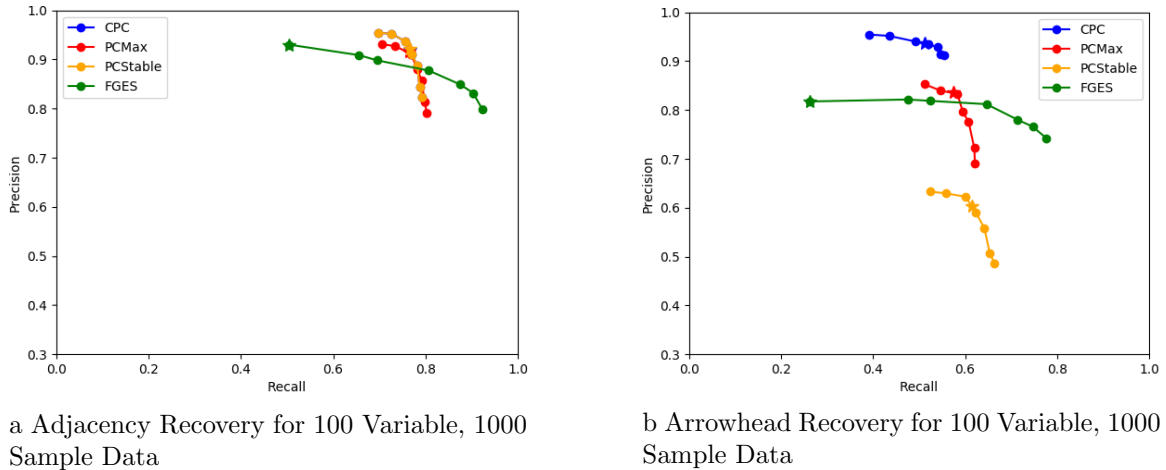 1.0
0.9
0.8
0.7
0.6
0.5
0.4
0.3
Precision
0.0 0.2 0.4 0.6 0.8 1.0
Recall
CPC
PCMax
PCStable
FGES
a Adjacency Recovery for 100 Variable, 1000
Sample Data
1.0
0.9
0.8
0.7
0.6
0.5
0.4
0.3
Precision
0.0 0.2 0.4 0.6 0.8 1.0
Recall
CPC
PCMax
PCStable
FGES
b Arrowhead Recovery for 100 Variable, 1000
Sample Data